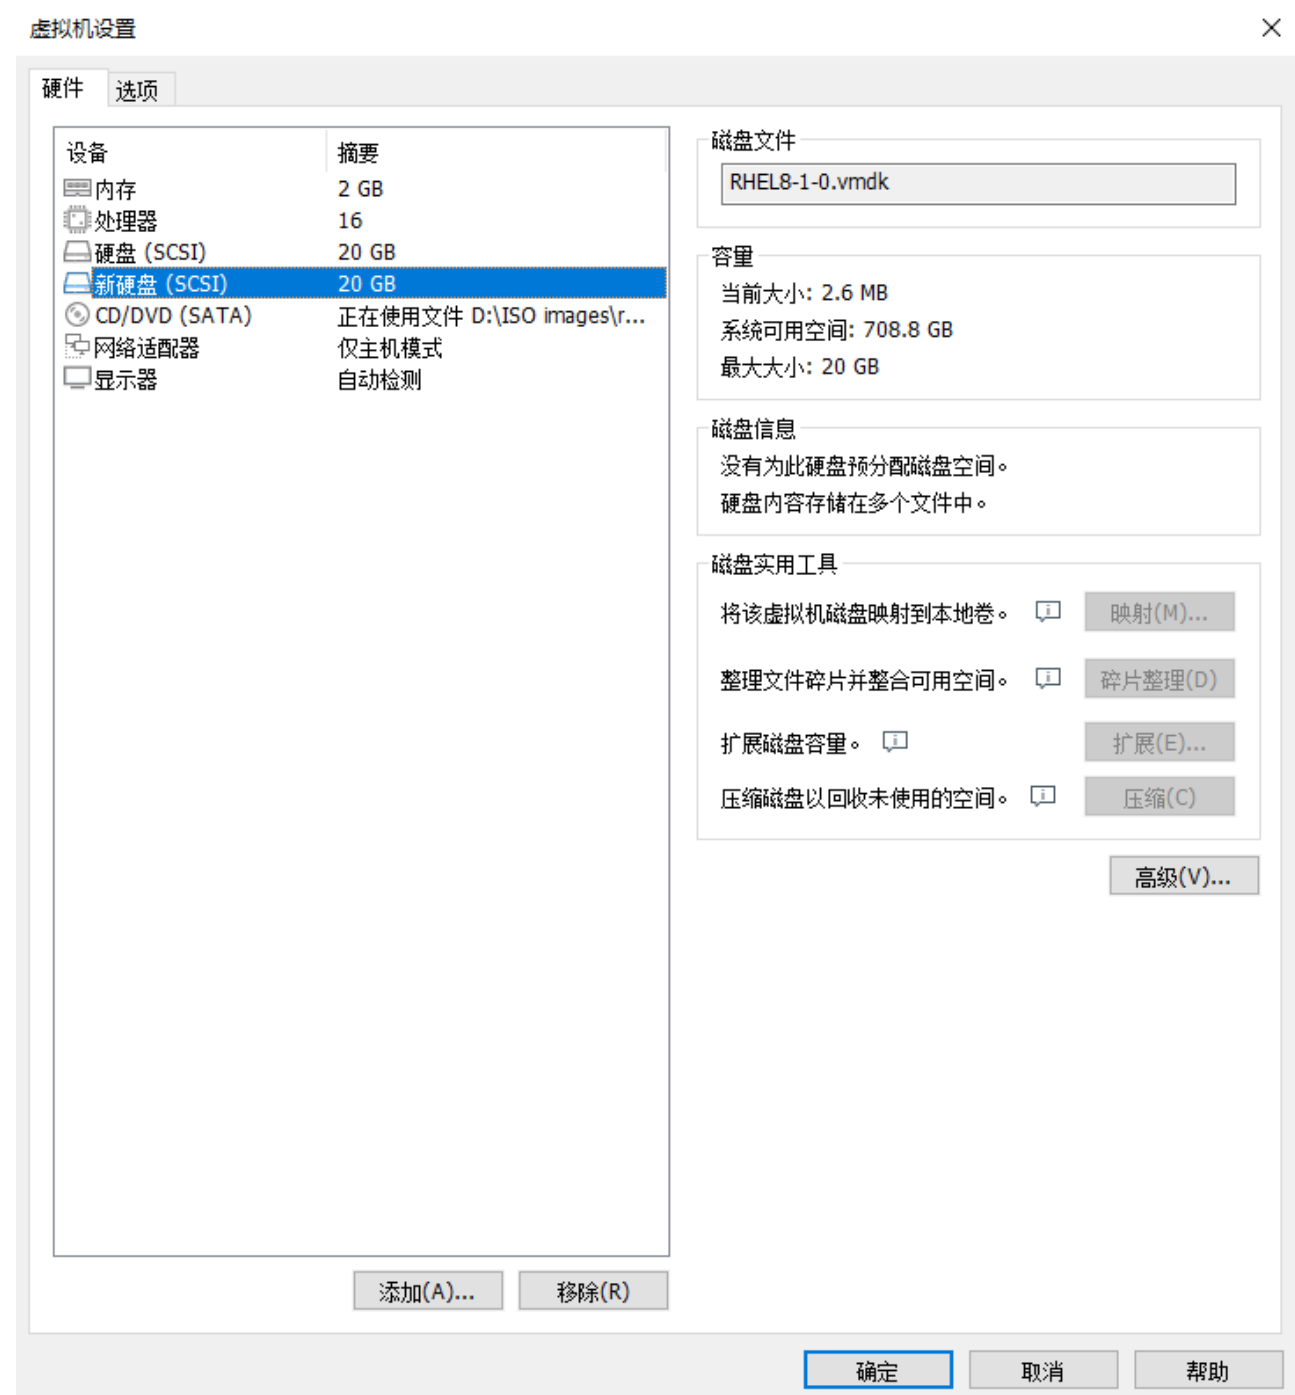 虚拟机设置
硬件 选项
设备 摘要
内存 2 GB
处理器 16
硬盘 (SCSI) 20 GB
新硬盘 (SCSI) 20 GB
CD/DVD (SATA) 正在使用文件 D:\ISO images\r...
网络适配器 仅主机模式
显示器 自动检测
添加(A)... 移除(R)
磁盘文件
RHEL8-1-0.vmdk
容量
当前大小: 2.6 MB
系统可用空间: 708.8 GB
最大大小: 20 GB
磁盘信息
没有为此硬盘预分配磁盘空间。
硬盘内容存储在多个文件中。
磁盘实用工具
将该虚拟机磁盘映射到本地卷。 映射(M)...
整理文件碎片并整合可用空间。 碎片整理(D)
扩展磁盘容量。 扩展(E)...
压缩磁盘以回收未使用的空间。 压缩(C)
高级(V)...
确定 取消 帮助